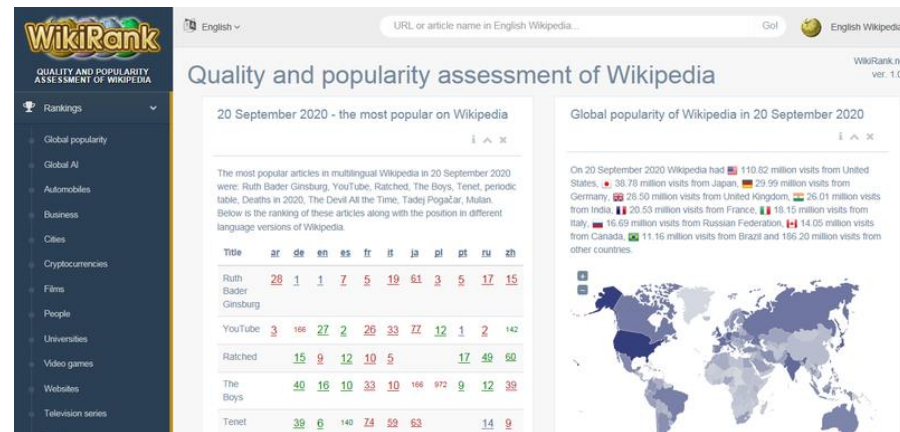 WikiRank
QUALITY AND POPULARITY
ASSESSMENT OF WIKIPEDIA
Rankings
Global popularity
Global AI
Automobiles
Business
Cities
Cryptocurrencies
Films
People
Universities
Video games
Websites
Television series
English
URL or article name in English Wikipedia...
Go!
English Wikipedia
Quality and popularity assessment of Wikipedia
WikiRank.n
ver. 1.0
20 September 2020 - the most popular on Wikipedia
The most popular articles in multilingual Wikipedia in 20 September 2020
were: Ruth Bader Ginsburg, YouTube, Ratched, The Boys, Tenet, periodic
table, Deaths in 2020, The Devil All the Time, Tadej Pogačar, Mulan.
Below is the ranking of these articles along with the position in different
language versions of Wikipedia.
Title ar de en es fr it ja pl pt ru zh
Ruth Bader Ginsburg 28 1 1 7 5 19 61 3 5 17 15
YouTube 3 166 27 2 26 33 77 12 1 2 142
Ratched 15 9 12 10 5 17 49 60
The Boys 40 16 10 33 10 166 972 9 12 39
Tenet 39 6 140 74 59 63 14 9
Global popularity of Wikipedia in 20 September 2020
On 20 September 2020 Wikipedia had 110.82 million visits from United
States, 38.78 million visits from Japan, 29.99 million visits from
Germany, 28.50 million visits from United Kingdom, 26.01 million visits
from India, 20.53 million visits from France, 18.15 million visits from
Italy, 16.69 million visits from Russian Federation, 14.05 million visits
from Canada, 11.16 million visits from Brazil and 186.20 million visits from
other countries.